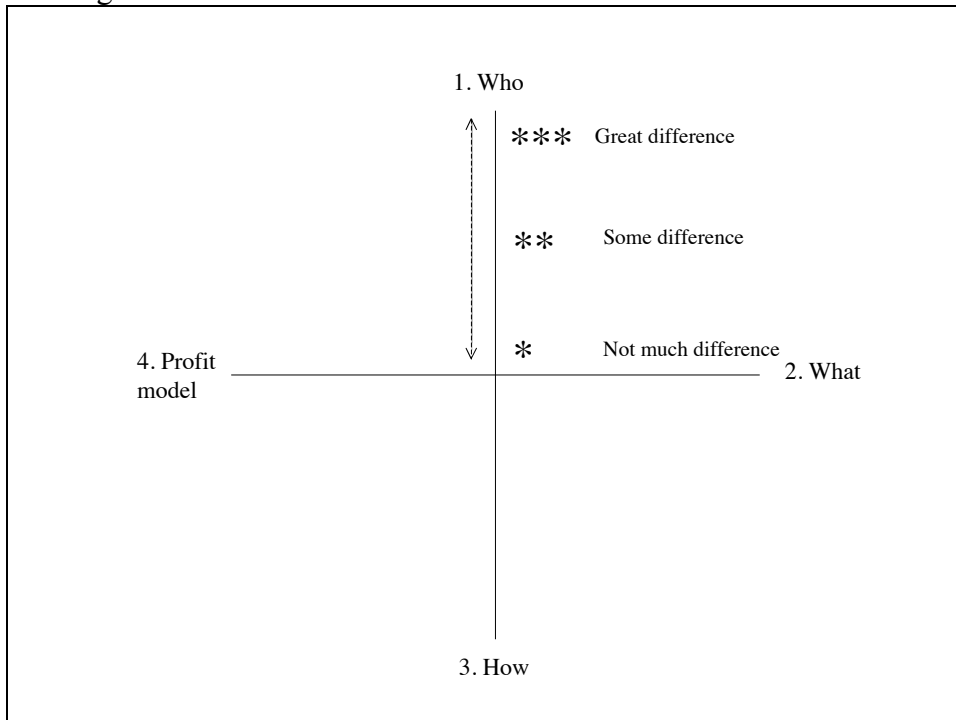 1. Who
*** Great difference
** Some difference
* Not much difference
4. Profit
model
2. What
3. How